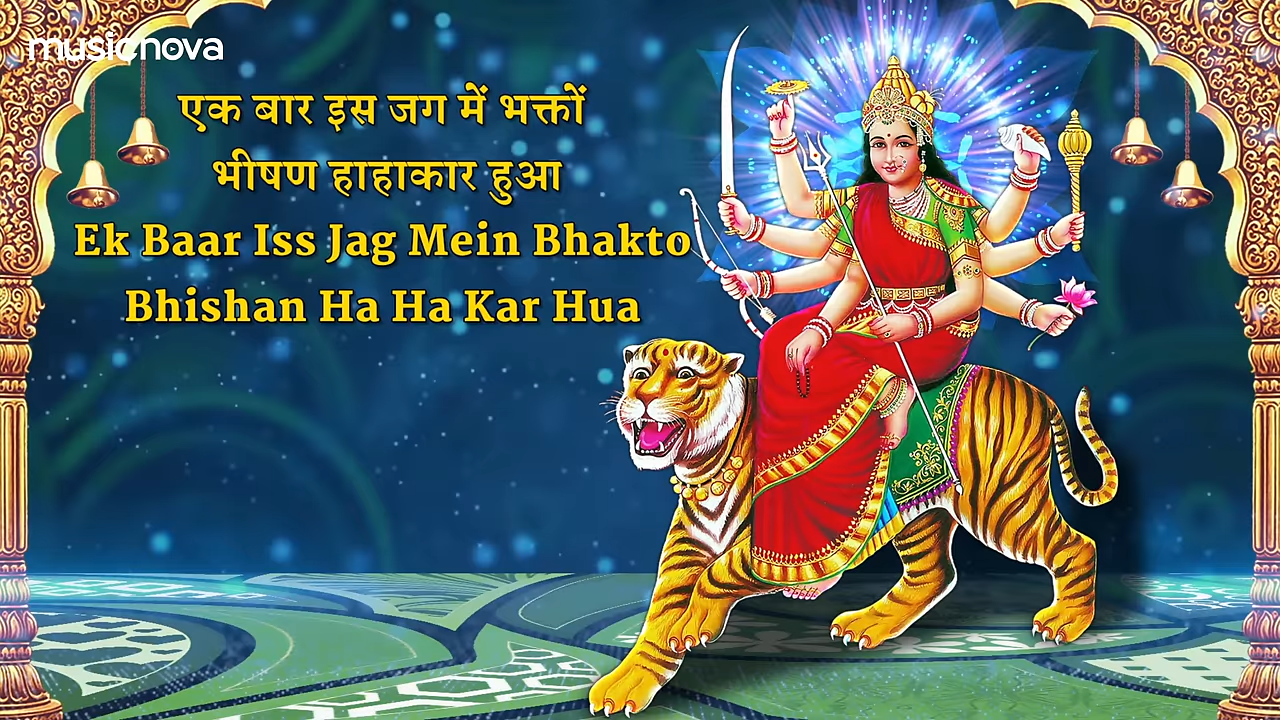 musicnova
एक बार इस जग में भक्तों
भीषण हाहाकार हुआ
Ek Baar Iss Jag Mein Bhakto
Bhishan Ha Ha Kar Hua